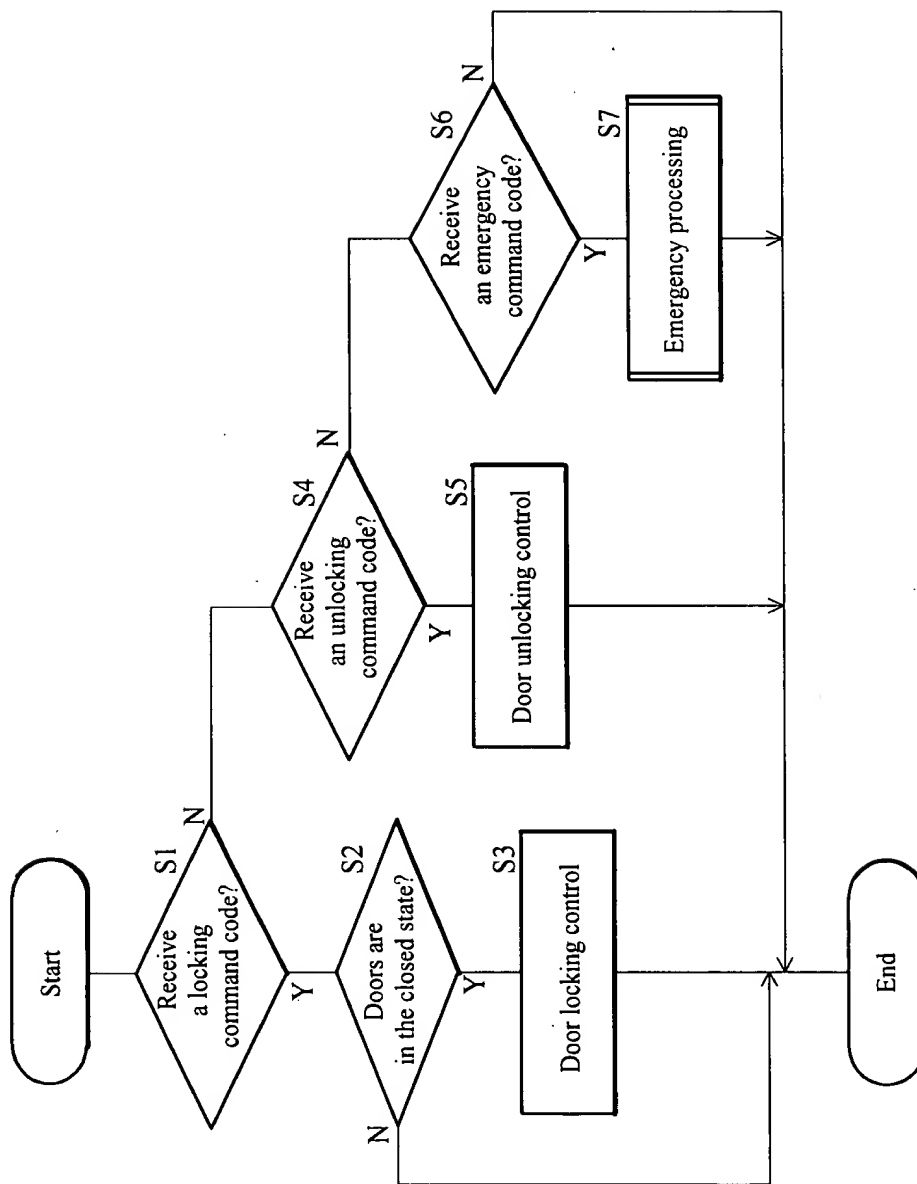 Start
S1
Receive
a locking
command code?
N
Y
S2
Doors are
in the closed state?
N
Y
S3
Door locking control
S4
Receive
an unlocking
command code?
N
Y
S5
Door unlocking control
S6
Receive
an emergency
command code?
N
Y
S7
Emergency processing
End